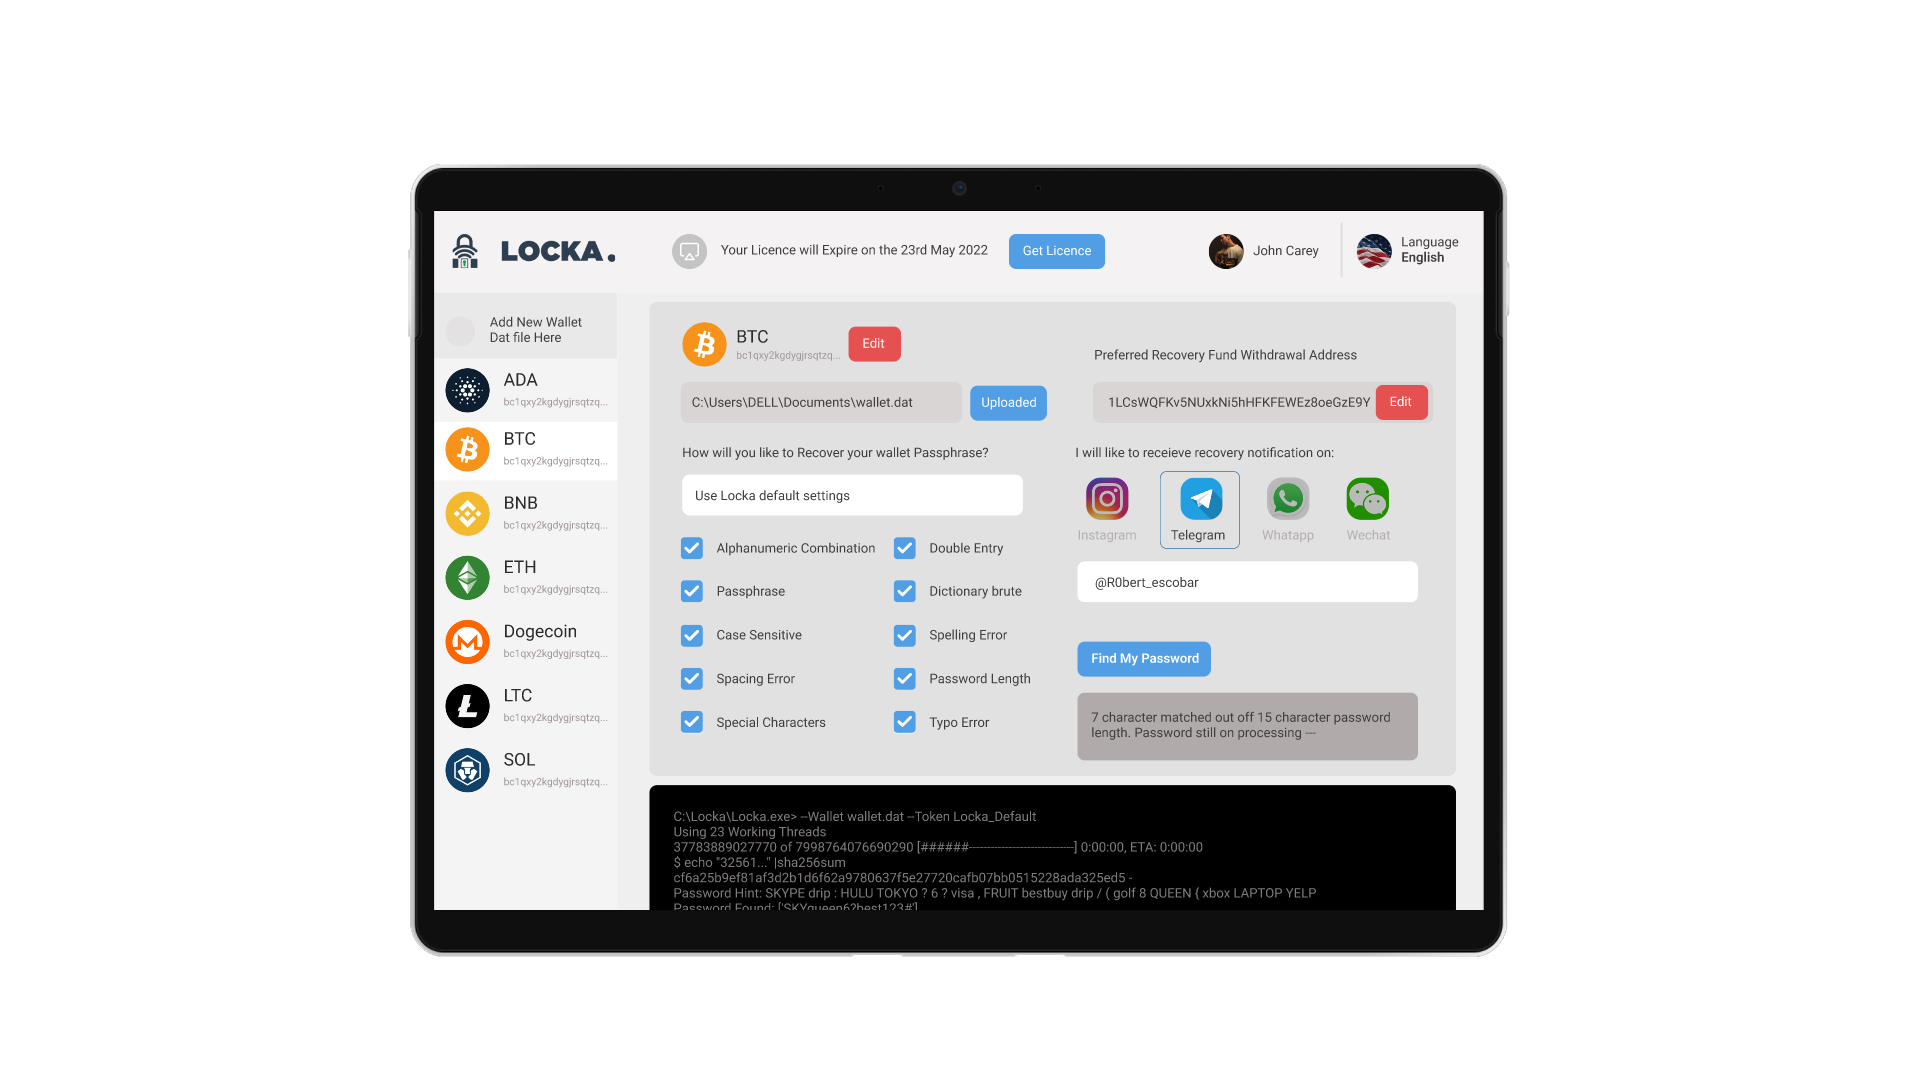 LOCKA.
Your Licence will Expire on the 23rd May 2022
Get Licence
John Carey
Language
English
Add New Wallet
Dat file Here
ADA
bc1qxy2kgdygjrsqtzq...
BTC
bc1qxy2kgdygjrsqtzq...
BNB
bc1qxy2kgdygjrsqtzq...
ETH
bc1qxy2kgdygjrsqtzq...
Dogecoin
bc1qxy2kgdygjrsqtzq...
LTC
bc1qxy2kgdygjrsqtzq...
SOL
bc1qxy2kgdygjrsqtzq...
BTC
bc1qxy2kgdygjrsqtzq...
Edit
C:\Users\DELL\Documents\wallet.dat
Uploaded
How will you like to Recover your wallet Passphrase?
Use Locka default settings
Alphanumeric Combination
Double Entry
Passphrase
Dictionary brute
Case Sensitive
Spelling Error
Spacing Error
Password Length
Special Characters
Typo Error
Preferred Recovery Fund Withdrawal Address
1LCsWQFKv5NUxkNi5hHFKFEWEz8oeGzE9Y
Edit
I will like to receieve recovery notification on:
Instagram
Telegram
Whatapp
Wechat
@R0bert_escobar
Find My Password
7 character matched out off 15 character password
length. Password still on processing ---
C:\Locka\Locka.exe> --Wallet wallet.dat --Token Locka_Default
Using 23 Working Threads
37783889027770 of 7998764076690290 [######-----------------------------] 0:00:00, ETA: 0:00:00
$ echo "32561..." |sha256sum
cf6a25b9ef81af3d2b1d6f62a9780637f5e27720cafb07bb0515228ada325ed5 -
Password Hint: SKYPE drip : HULU TOKYO ? 6 ? visa , FRUIT bestbuy drip / ( golf 8 QUEEN { xbox LAPTOP YELP
Password Found: ['SKYqueen6?best123#']